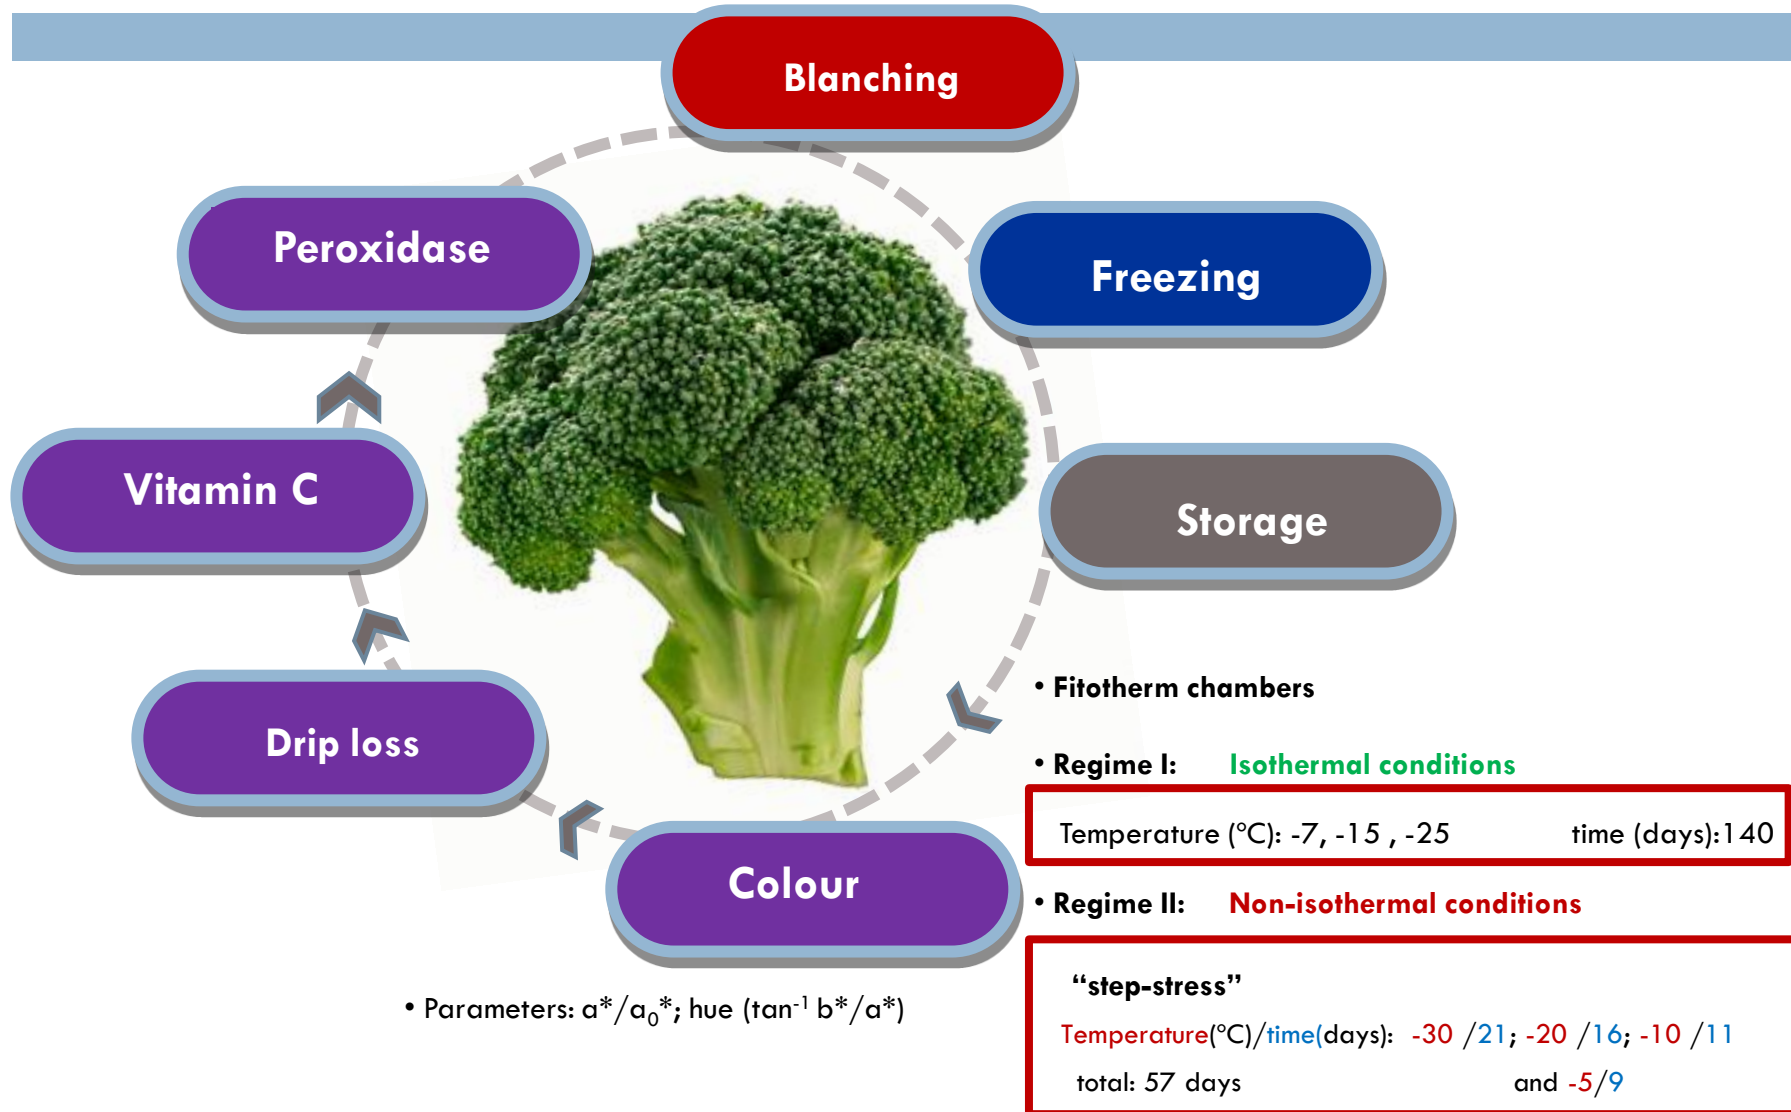 Blanching
Peroxidase
Freezing
Vitamin C
Storage
Drip loss
Colour
• Fitotherm chambers
• Regime I: Isothermal conditions
Temperature (°C): -7, -15 , -25 time (days):140
• Regime II: Non-isothermal conditions
“step-stress”
Temperature(°C)/time(days): -30 /21; -20 /16; -10 /11
total: 57 days and -5/9
• Parameters: a*/a₀*; hue (tan⁻¹ b*/a*)